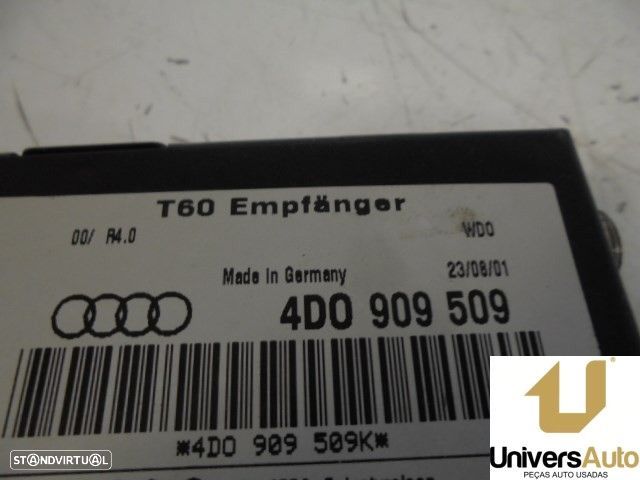 T60 Empfänger
00/ R4.0
WDO
Made in Germany
23/08/01
4D0 909 509
*4D0 909 509K*
STANDVIRTUAL
UniversAuto
PEÇAS AUTO USADAS